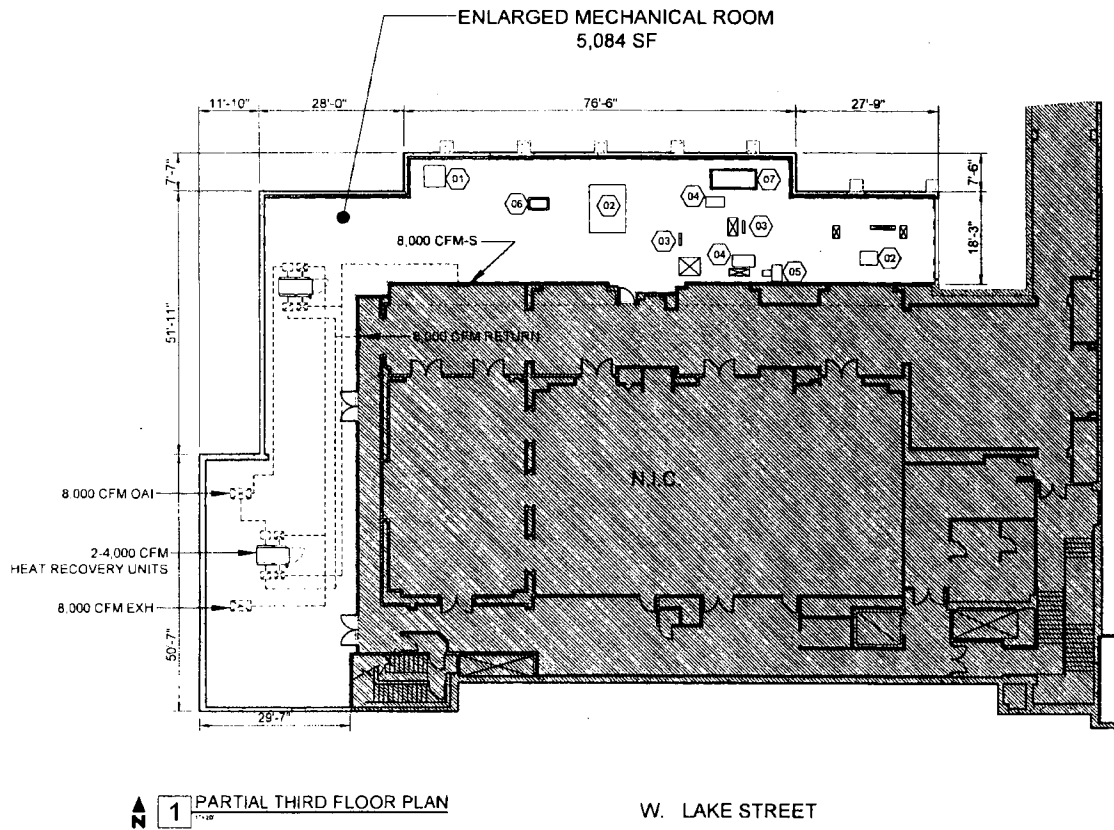 ENLARGED MECHANICAL ROOM
5,084 SF
11'-10"
28'-0"
76'-6"
27'-9"
7'-7"
7'-6"
01
07
06
02
04
03
03
04
02
05
18'-3"
8,000 CFM-S
51'-11"
8,000 CFM RETURN
N.I.C.
8,000 CFM OAI
2-4,000 CFM
HEAT RECOVERY UNITS
8,000 CFM EXH
50'-7"
29'-7"
N
1
PARTIAL THIRD FLOOR PLAN
W. LAKE STREET